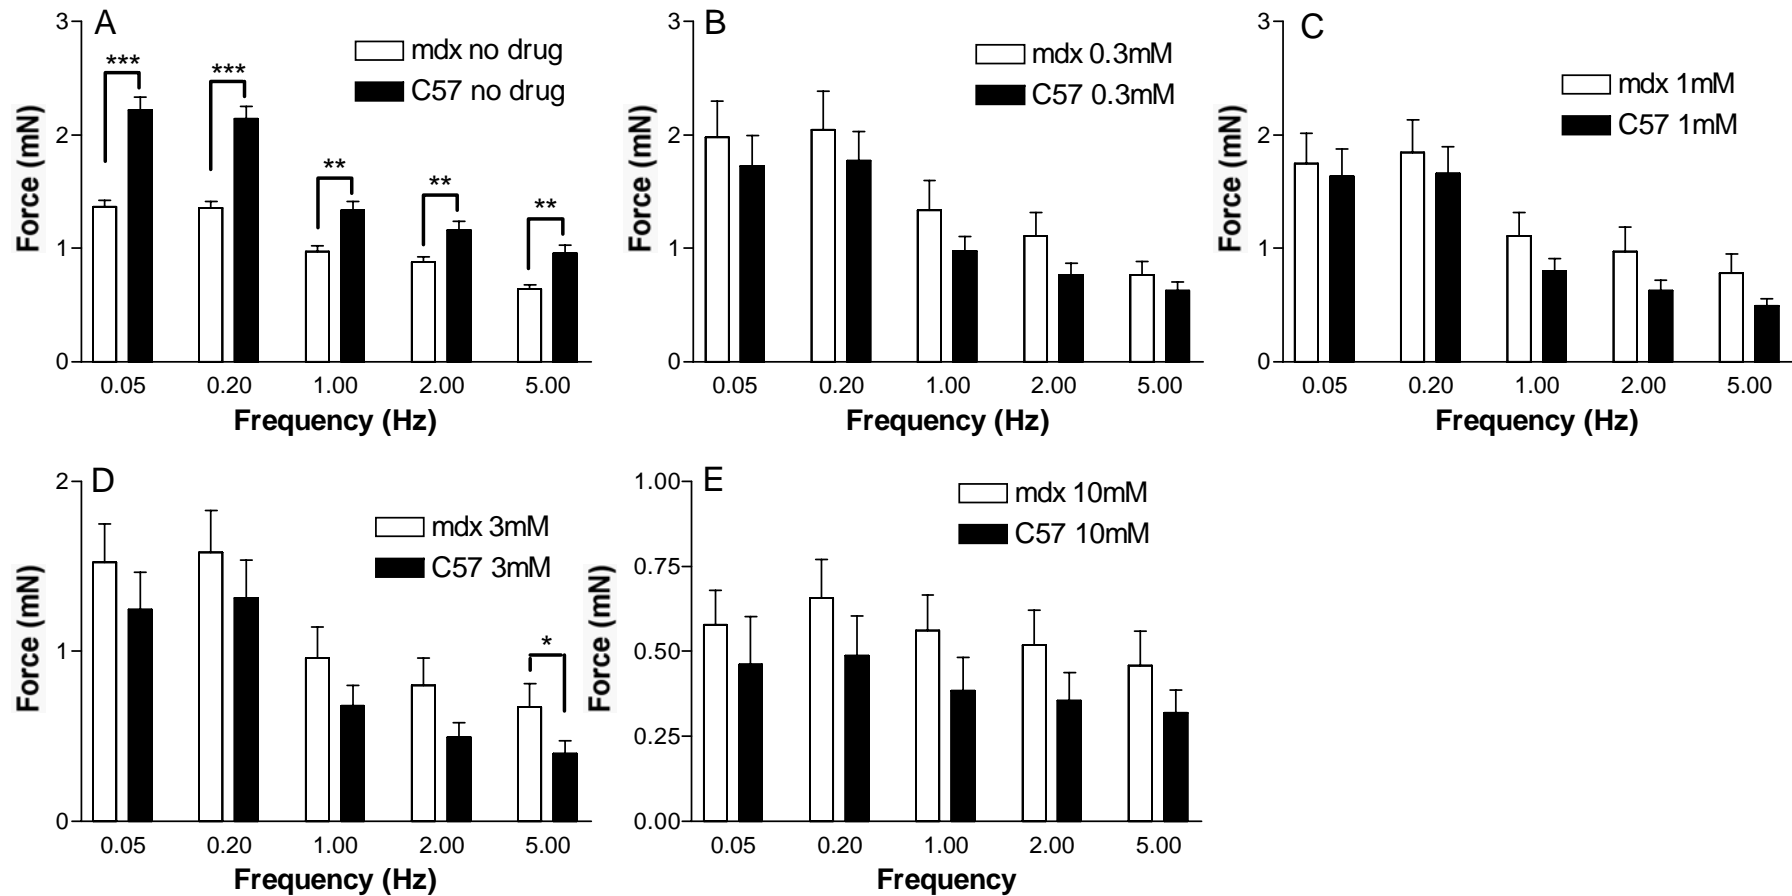 A
mdx no drug
C57 no drug
***
***
**
**
**
3
2
1
0
Force (mN)
0.05 0.20 1.00 2.00 5.00
Frequency (Hz)
B
mdx 0.3mM
C57 0.3mM
3
2
1
0
Force (mN)
0.05 0.20 1.00 2.00 5.00
Frequency (Hz)
C
mdx 1mM
C57 1mM
3
2
1
0
Force (mN)
0.05 0.20 1.00 2.00 5.00
Frequency (Hz)
D
mdx 3mM
C57 3mM
*
2
1
0
Force (mN)
0.05 0.20 1.00 2.00 5.00
Frequency (Hz)
E
mdx 10mM
C57 10mM
1.00
0.75
0.50
0.25
0.00
Force (mN)
0.05 0.20 1.00 2.00 5.00
Frequency